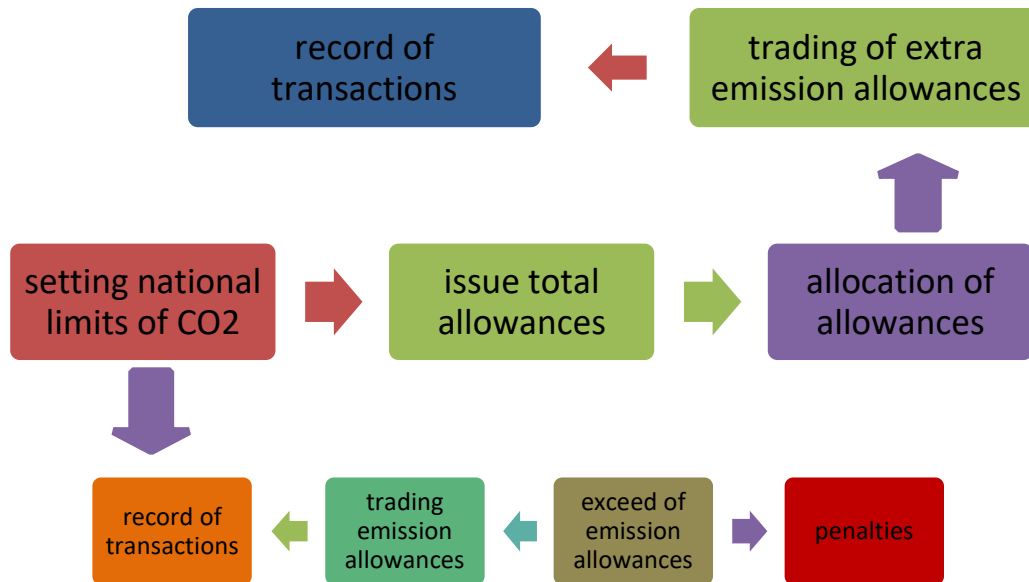 record of
transactions
trading of extra
emission allowances
setting national
limits of CO2
issue total
allowances
allocation of
allowances
record of
transactions
trading
emission
allowances
exceed of
emission
allowances
penalties